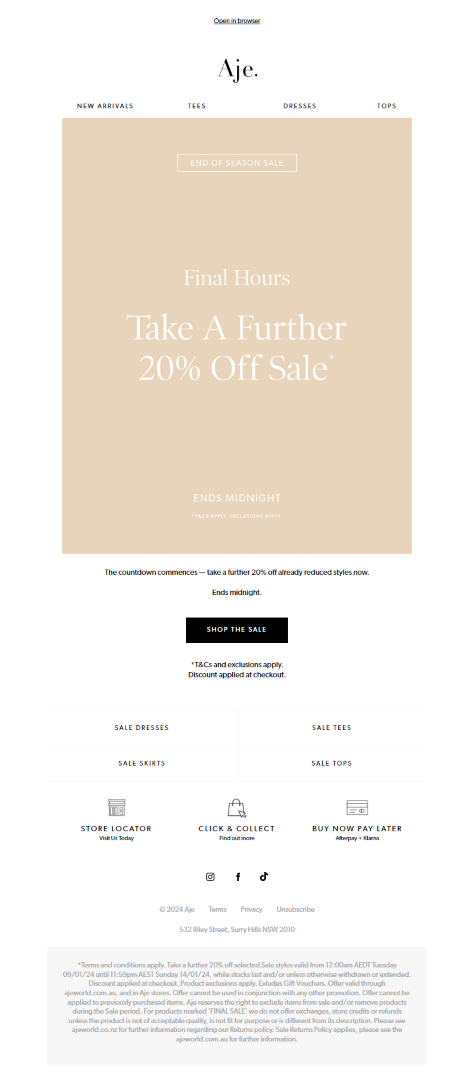 Open in browser
Aje.
NEW ARRIVALS TEES DRESSES TOPS
END OF SEASON SALE
Final Hours
Take A Further
20% Off Sale*
ENDS MIDNIGHT
*T&CS APPLY. EXCLUSIONS APPLY.
The countdown commences — take a further 20% off already reduced styles now.
Ends midnight.
SHOP THE SALE
*T&Cs and exclusions apply.
Discount applied at checkout.
SALE DRESSES SALE TEES
SALE SKIRTS SALE TOPS
STORE LOCATOR CLICK & COLLECT BUY NOW PAY LATER
Visit Us Today Find out more Afterpay + Klarna
© 2024 Aje Terms Privacy Unsubscribe
532 Riley Street, Surry Hills NSW 2010
*Terms and conditions apply. Take a further 20% off selected Sale styles valid from 12:00am AEDT Tuesday
09/01/24 until 11:59pm AEST Sunday 14/01/24, while stocks last and/or unless otherwise withdrawn or extended.
Discount applied at checkout. Product exclusions apply. Exludes Gift Vouchers. Offer valid through
ajeworld.com.au, and in Aje stores. Offer cannot be used in conjunction with any other promotion. Offer cannot be
applied to previously purchased items. Aje reserves the right to exclude items from sale and/or remove products
during the Sale period. For products marked 'FINAL SALE' we do not offer exchanges, store credits or refunds
unless the product is not of acceptable quality, is not fit for purpose or is different from its description. Please see
ajeworld.co.nz for further information regarding our Returns policy. Sale Returns Policy applies, please see the
ajeworld.com.au for further information.